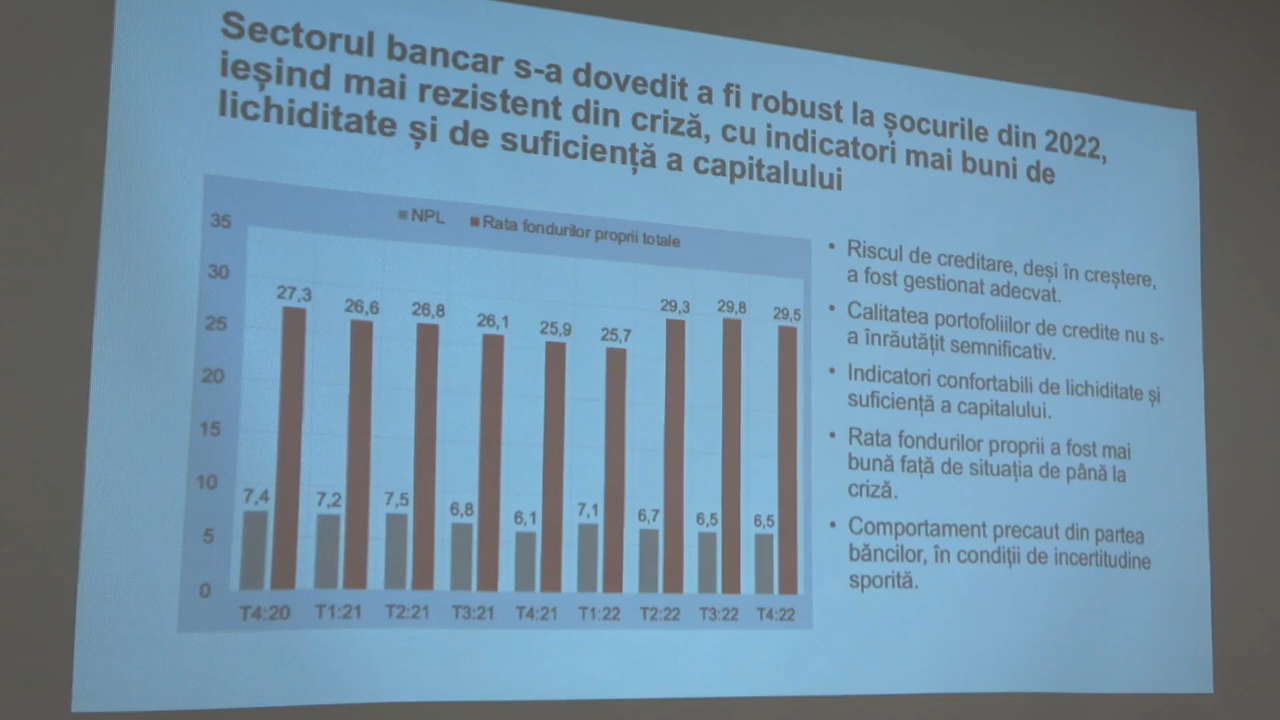 Sectorul bancar s-a dovedit a fi robust la șocurile din 2022,
ieșind mai rezistent din criză, cu indicatori mai buni de
lichiditate și de suficiență a capitalului
NPL Rata fondurilor proprii totale
35
30
25
20
15
10
5
0
27,3 26,6 26,8 26,1 25,9 25,7 29,3 29,8 29,5
7,4 7,2 7,5 6,8 6,1 7,1 6,7 6,5 6,5
T4:20 T1:21 T2:21 T3:21 T4:21 T1:22 T2:22 T3:22 T4:22
• Riscul de creditare, deși în creștere,
a fost gestionat adecvat.
• Calitatea portofoliilor de credite nu s-
a înrăutățit semnificativ.
• Indicatori confortabili de lichiditate și
suficiență a capitalului.
• Rata fondurilor proprii a fost mai
bună față de situația de până la
criză.
• Comportament precaut din partea
băncilor, în condiții de incertitudine
sporită.